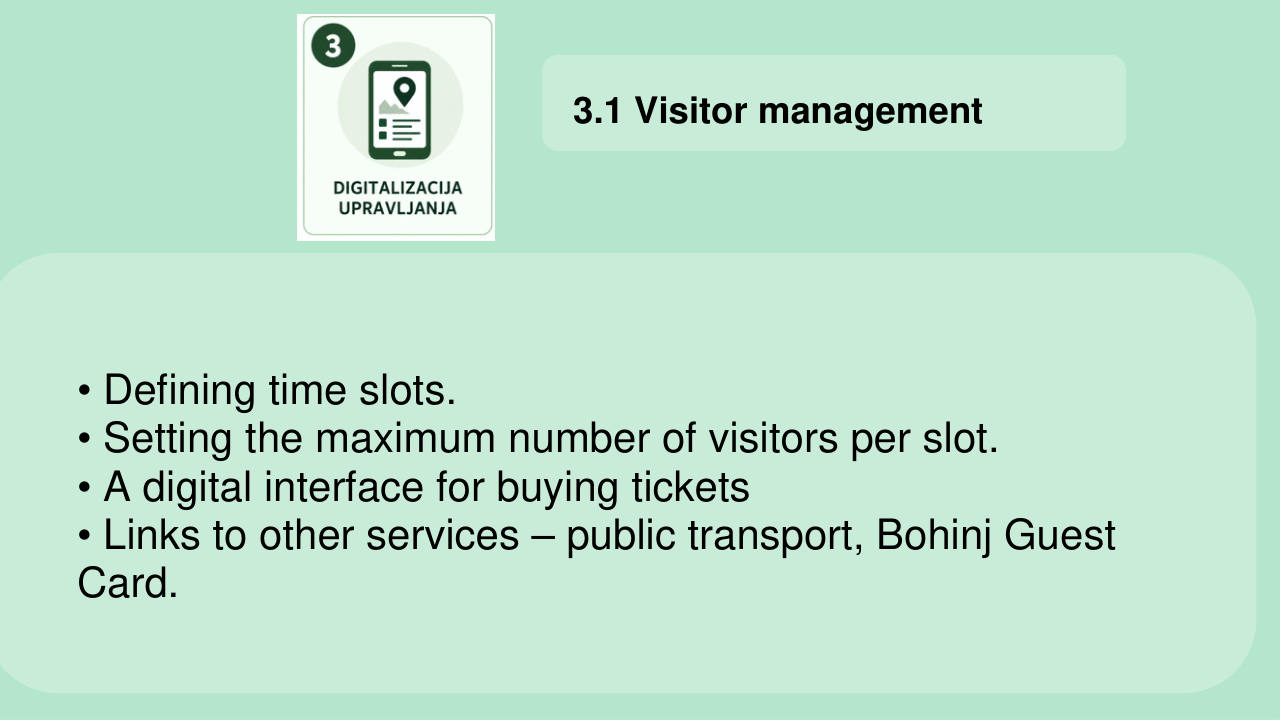 3
DIGITALIZACIJA
UPRAVLJANJA
3.1 Visitor management
• Defining time slots.
• Setting the maximum number of visitors per slot.
• A digital interface for buying tickets
• Links to other services – public transport, Bohinj Guest
Card.